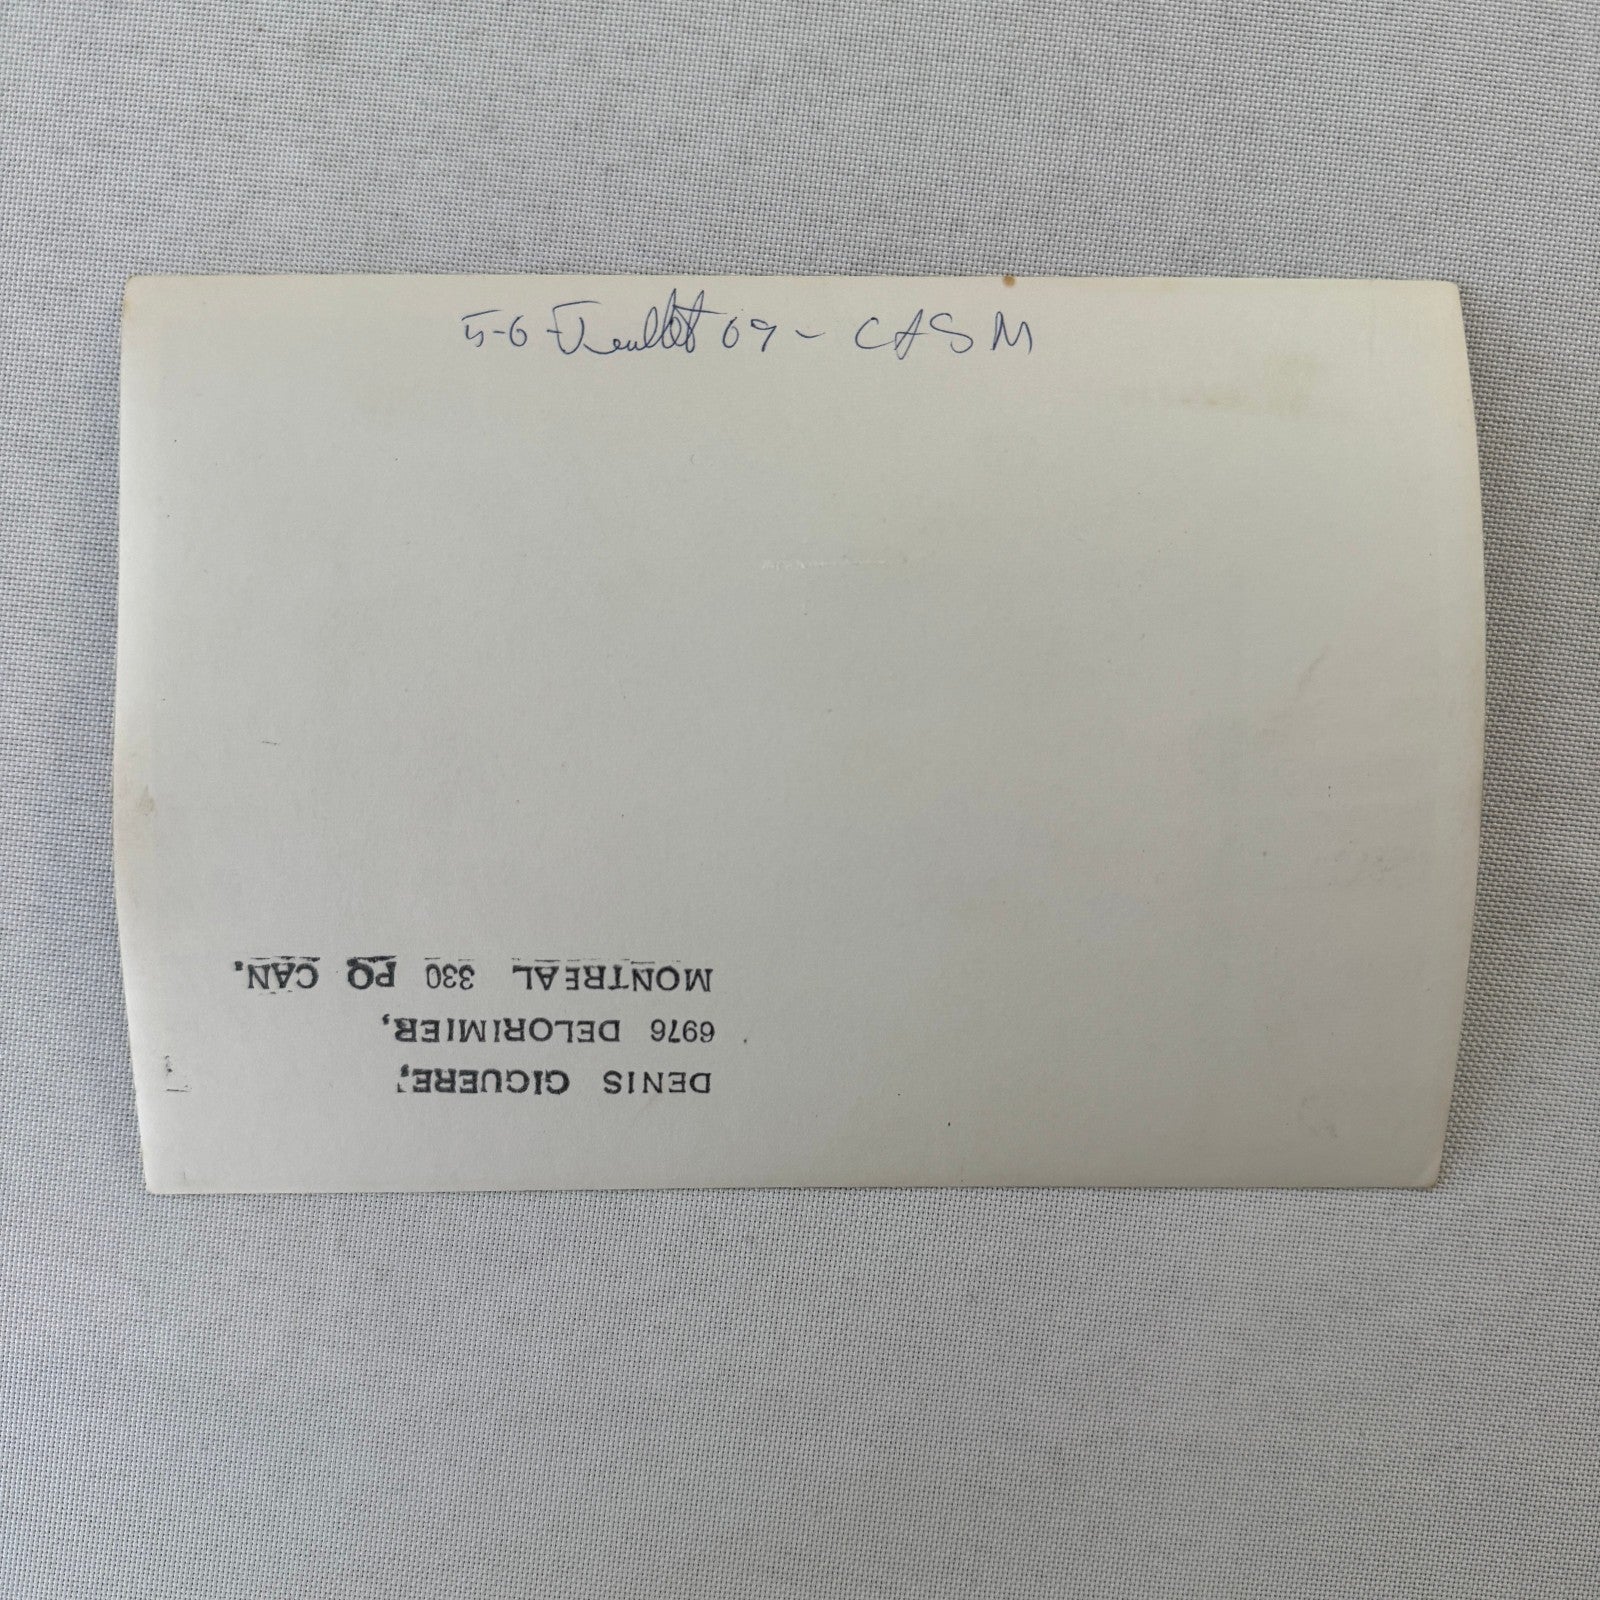 5-6 Juillet 69 - CASM
DENIS GIGUERE,
6976 DELORIMIER,
MONTREAL 330 PQ CAN.